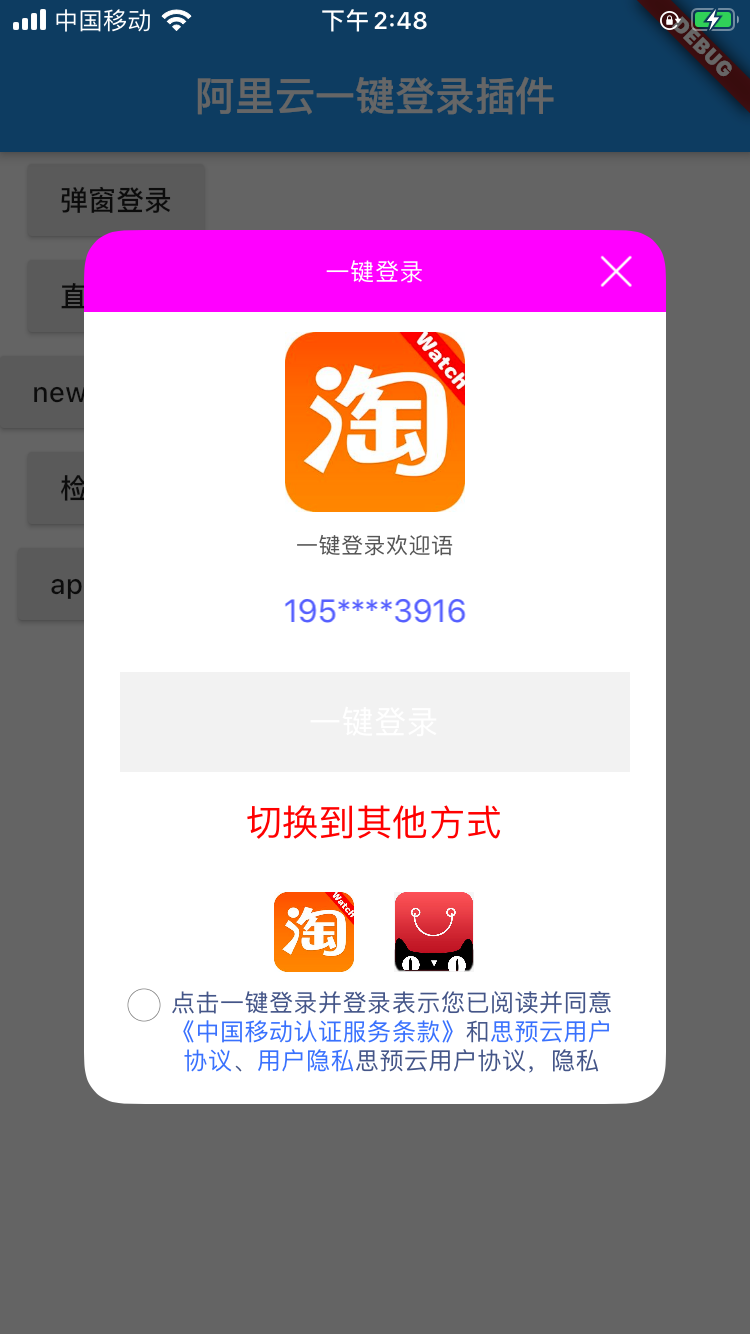 中国移动
下午2:48
DEBUG
阿里云一键登录插件
弹窗登录
直
new
检
ap
一键登录
Watch
淘
一键登录欢迎语
195****3916
一键登录
切换到其他方式
Watch
淘
点击一键登录并登录表示您已阅读并同意
《中国移动认证服务条款》和思预云用户
协议、用户隐私思预云用户协议，隐私